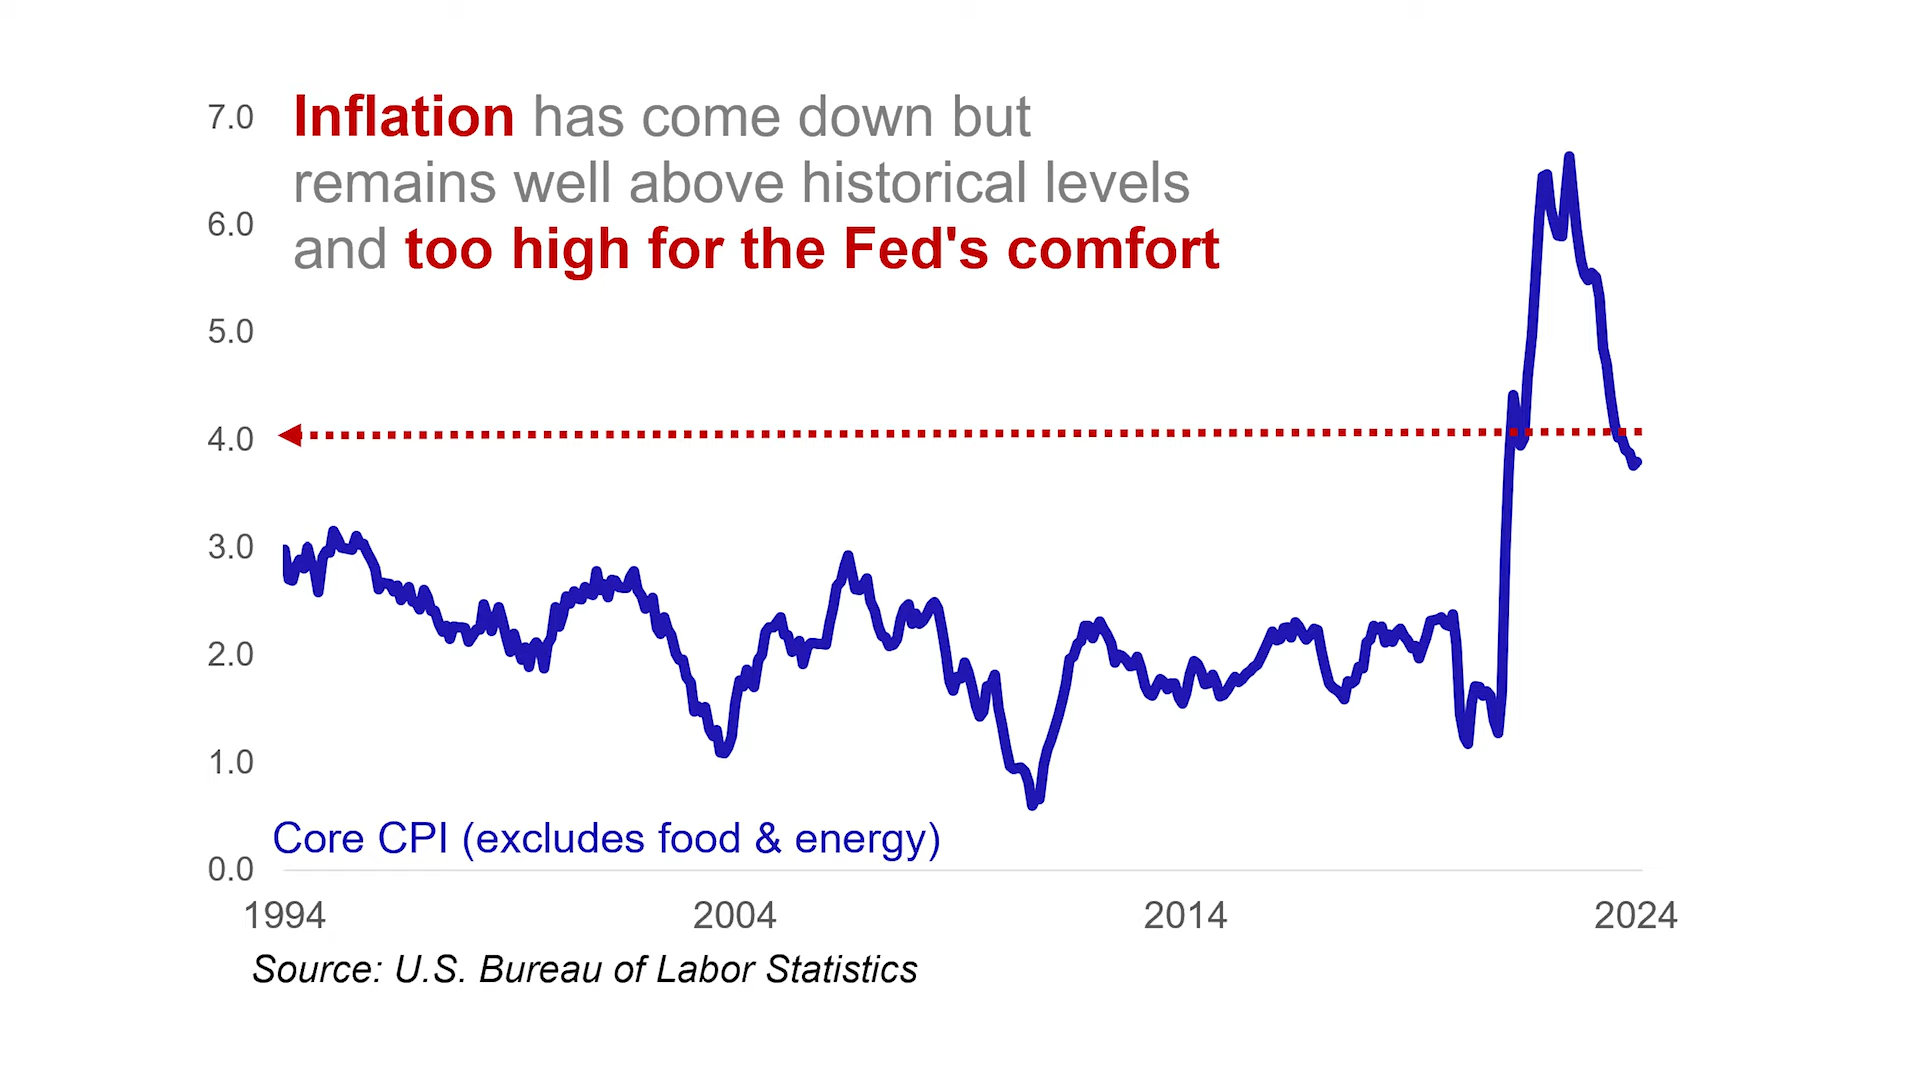 Inflation has come down but
remains well above historical levels
and too high for the Fed's comfort
7.0
6.0
5.0
4.0
3.0
2.0
1.0
0.0
Core CPI (excludes food & energy)
1994 2004 2014 2024
Source: U.S. Bureau of Labor Statistics